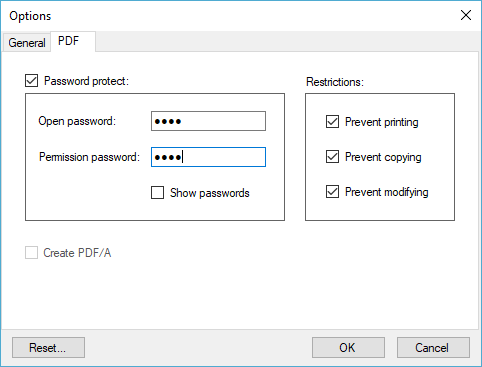 Options
General
PDF
Password protect:
Restrictions:
Open password: ●●●●
Permission password: ●●●●
Show passwords
Prevent printing
Prevent copying
Prevent modifying
Create PDF/A
Reset...
OK
Cancel